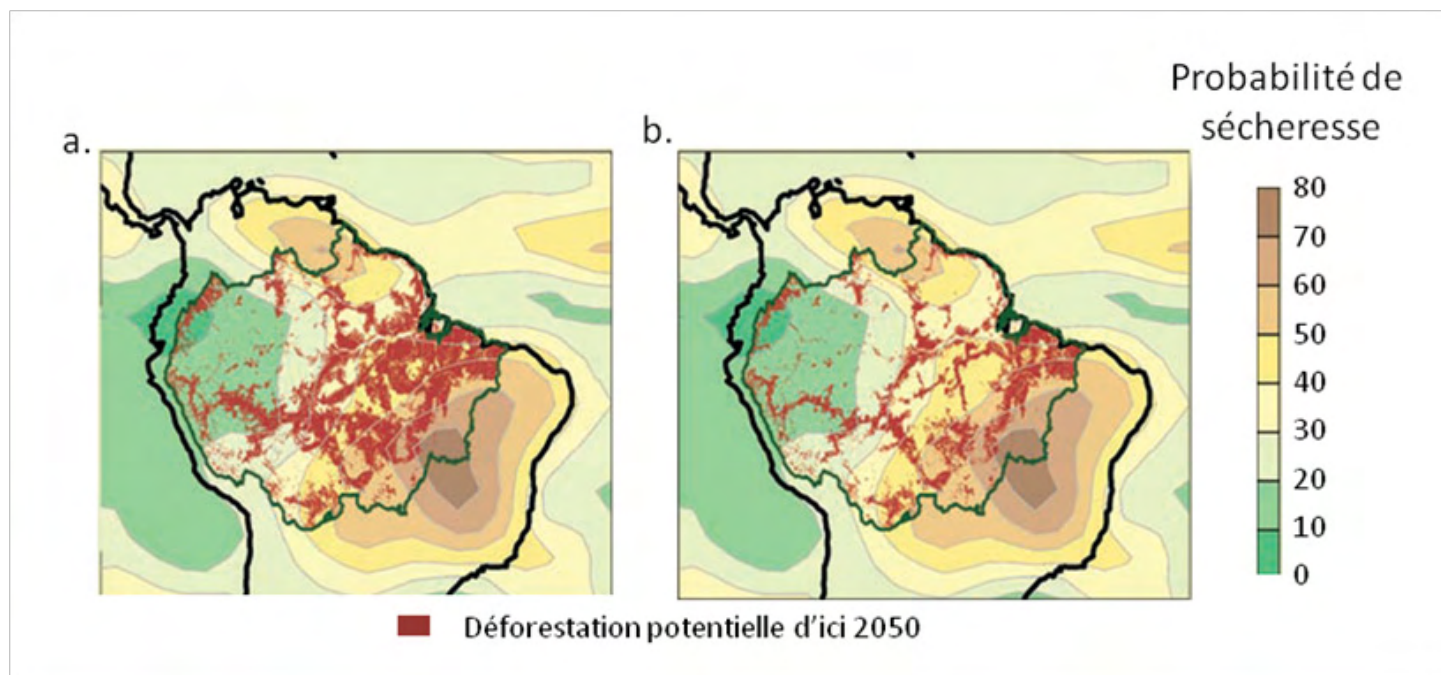 Probabilité de
sécheresse
a.
b.
80
70
60
50
40
30
20
10
0
Déforestation potentielle d'ici 2050